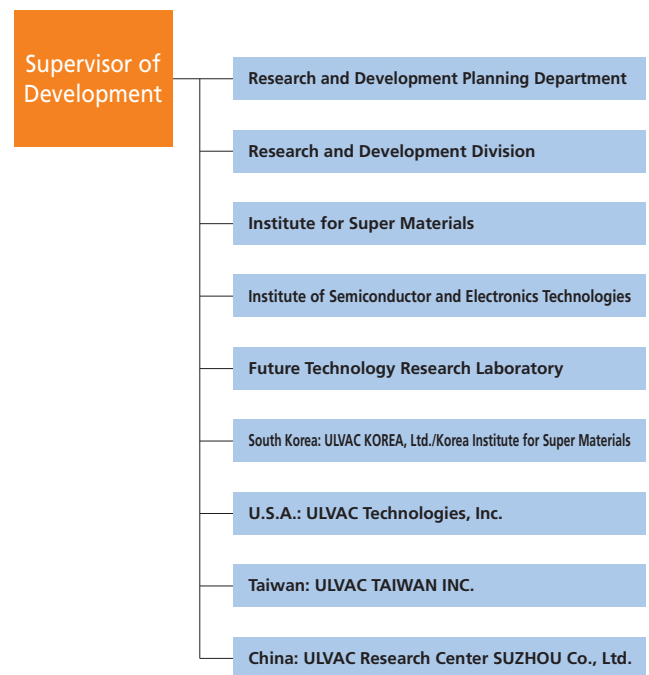 Supervisor of
Development
Research and Development Planning Department
Research and Development Division
Institute for Super Materials
Institute of Semiconductor and Electronics Technologies
Future Technology Research Laboratory
South Korea: ULVAC KOREA, Ltd./Korea Institute for Super Materials
U.S.A.: ULVAC Technologies, Inc.
Taiwan: ULVAC TAIWAN INC.
China: ULVAC Research Center SUZHOU Co., Ltd.